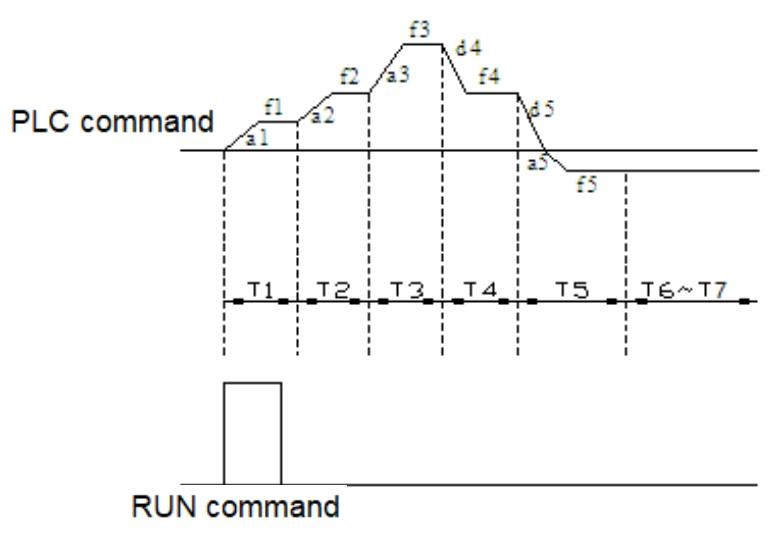 f3
d4
f2
a3
f4
f1
a2
d5
PLC command
a1
a5
f5
T1 T2 T3 T4 T5 T6~T7
RUN command